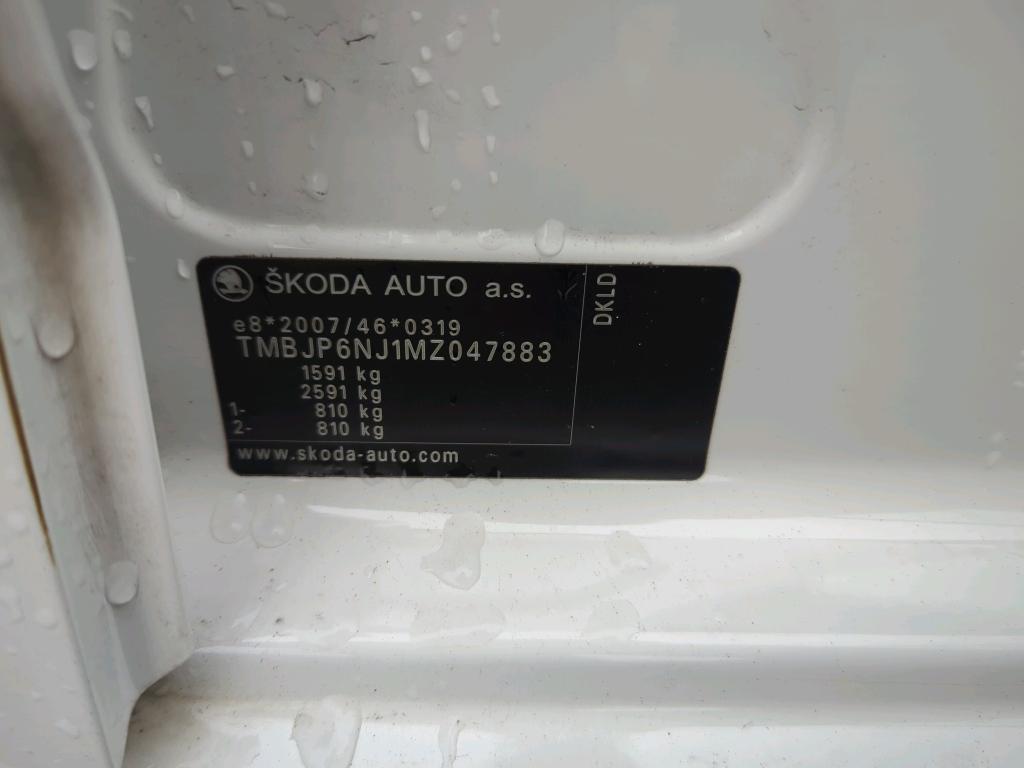 ŠKODA AUTO a.s.
e8*2007/46*0319
TMBJP6NJ1MZ047883
1591 kg
2591 kg
1- 810 kg
2- 810 kg
www.skoda-auto.com
DKLD